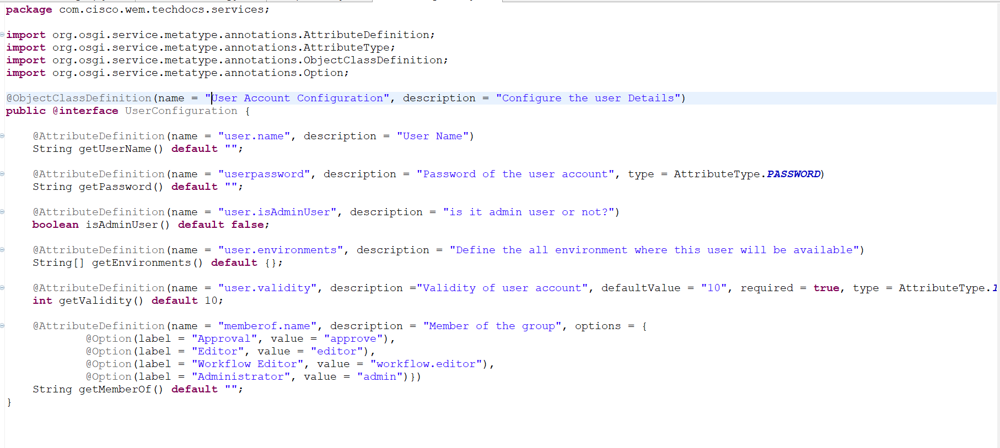 package com.cisco.wem.techdocs.services;
import org.osgi.service.metatype.annotations.AttributeDefinition;
import org.osgi.service.metatype.annotations.AttributeType;
import org.osgi.service.metatype.annotations.ObjectClassDefinition;
import org.osgi.service.metatype.annotations.Option;
@ObjectClassDefinition(name = "User Account Configuration", description = "Configure the user Details")
public @interface UserConfiguration {
@AttributeDefinition(name = "user.name", description = "User Name")
String getUserName() default "";
@AttributeDefinition(name = "userpassword", description = "Password of the user account", type = AttributeType.PASSWORD)
String getPassword() default "";
@AttributeDefinition(name = "user.isAdminUser", description = "is it admin user or not?")
boolean isAdminUser() default false;
@AttributeDefinition(name = "user.environments", description = "Define the all environment where this user will be available")
String[] getEnvironments() default {};
@AttributeDefinition(name = "user.validity", description ="Validity of user account", defaultValue = "10", required = true, type = AttributeType.
int getValidity() default 10;
@AttributeDefinition(name = "memberof.name", description = "Member of the group", options = {
@Option(label = "Approval", value = "approve"),
@Option(label = "Editor", value = "editor"),
@Option(label = "Workflow Editor", value = "workflow.editor"),
@Option(label = "Administrator", value = "admin")})
String getMemberOf() default "";
}